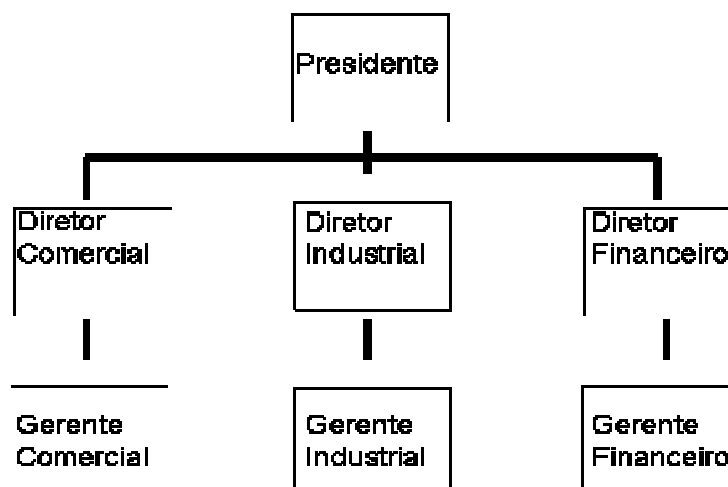 Presidente
Diretor
Comercial
Diretor
Industrial
Diretor
Financeiro
Gerente
Comercial
Gerente
Industrial
Gerente
Financeiro